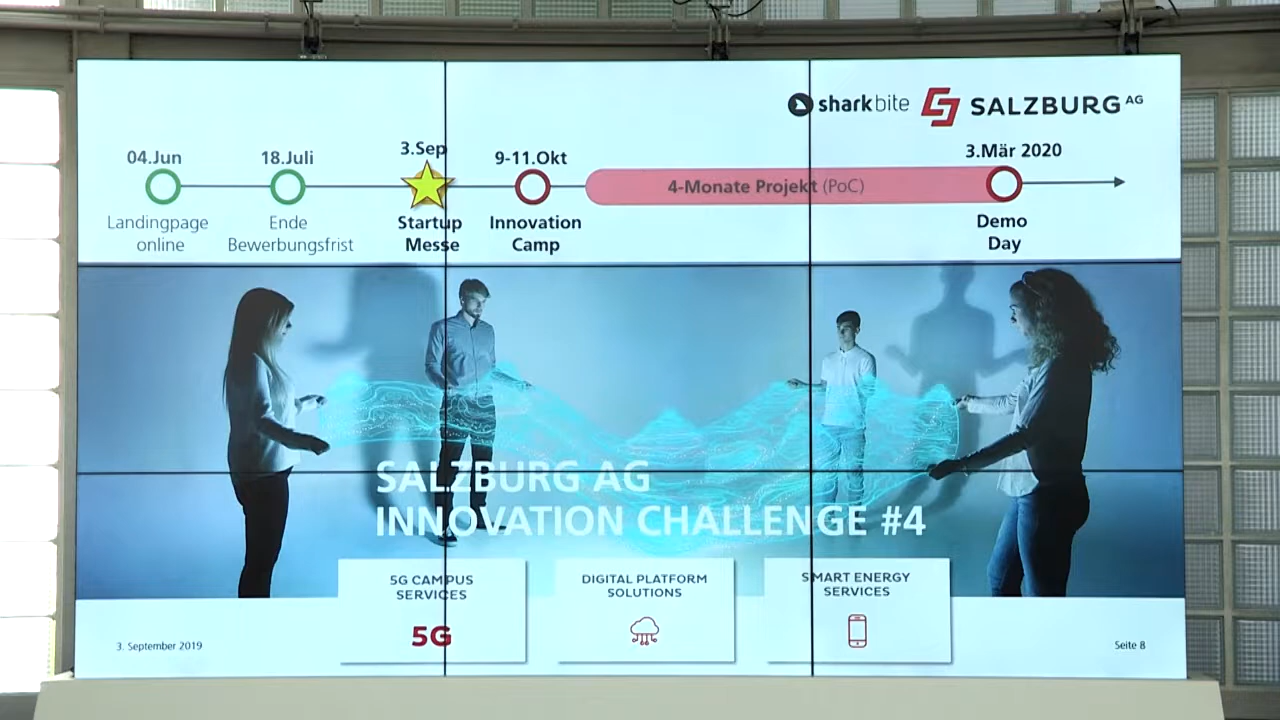 sharkbite SALZBURG AG
04.Jun
18.Juli
3.Sep
9-11.Okt
3.Mär 2020
4-Monate Projekt (PoC)
Landingpage
online
Ende
Bewerbungsfrist
Startup
Messe
Innovation
Camp
Demo
Day
SALZBURG AG
INNOVATION CHALLENGE #4
5G CAMPUS
SERVICES
5G
DIGITAL PLATFORM
SOLUTIONS
SMART ENERGY
SERVICES
3. September 2019
Seite 8